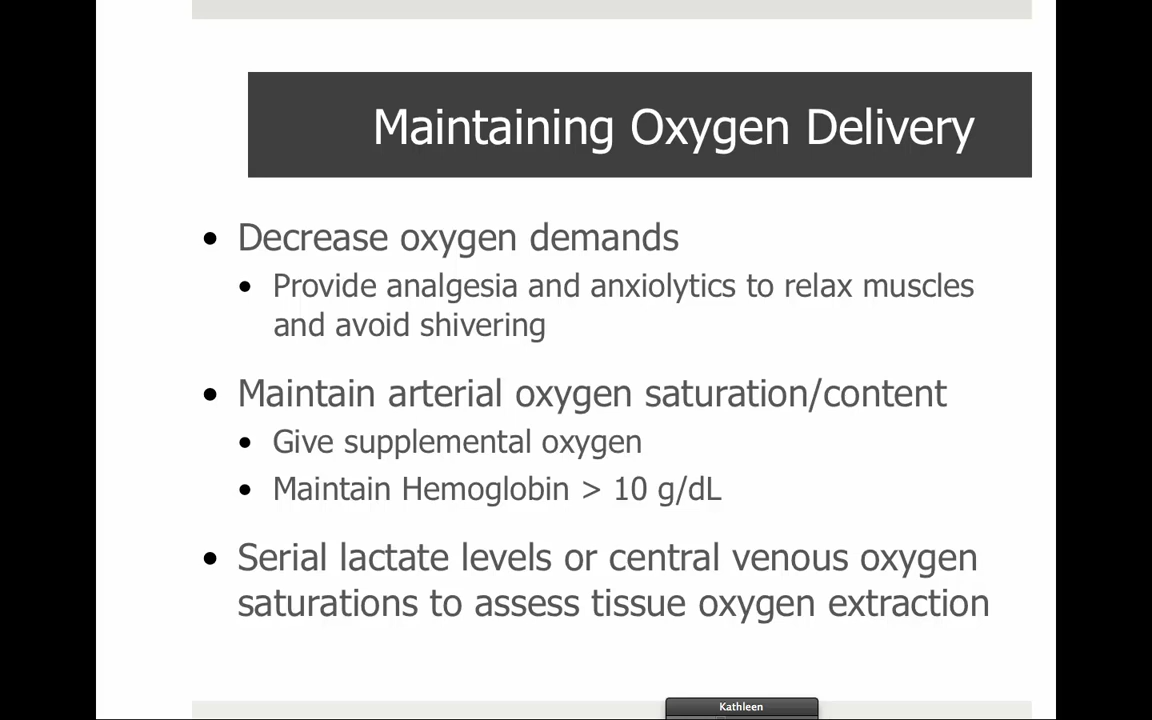 Maintaining Oxygen Delivery
• Decrease oxygen demands
• Provide analgesia and anxiolytics to relax muscles
and avoid shivering
• Maintain arterial oxygen saturation/content
• Give supplemental oxygen
• Maintain Hemoglobin > 10 g/dL
• Serial lactate levels or central venous oxygen
saturations to assess tissue oxygen extraction
Kathleen